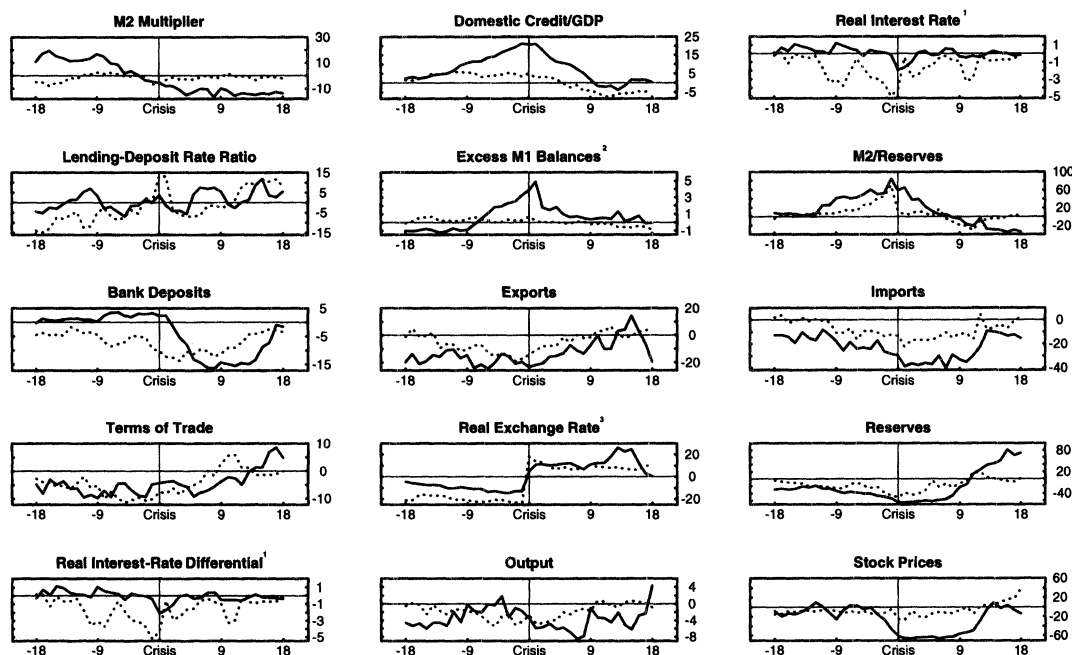 M2 Multiplier
30
10
-10
-18 -9 Crisis 9 18
Domestic Credit/GDP
25
15
5
-5
-18 -9 Crisis 9 18
Real Interest Rate¹
1
-1
-3
-5
-18 -9 Crisis 9 18
Lending-Deposit Rate Ratio
15
5
-5
-15
-18 -9 Crisis 9 18
Excess M1 Balances²
5
3
1
-1
-18 -9 Crisis 9 18
M2/Reserves
100
60
20
-20
-18 -9 Crisis 9 18
Bank Deposits
5
-5
-15
-18 -9 Crisis 9 18
Exports
20
0
-20
-18 -9 Crisis 9 18
Imports
0
-20
-40
-18 -9 Crisis 9 18
Terms of Trade
10
0
-10
-18 -9 Crisis 9 18
Real Exchange Rate³
20
0
-20
-18 -9 Crisis 9 18
Reserves
80
40
0
-40
-18 -9 Crisis 9 18
Real Interest-Rate Differential¹
1
-1
-3
-5
-18 -9 Crisis 9 18
Output
4
0
-4
-8
-18 -9 Crisis 9 18
Stock Prices
60
20
-20
-60
-18 -9 Crisis 9 18